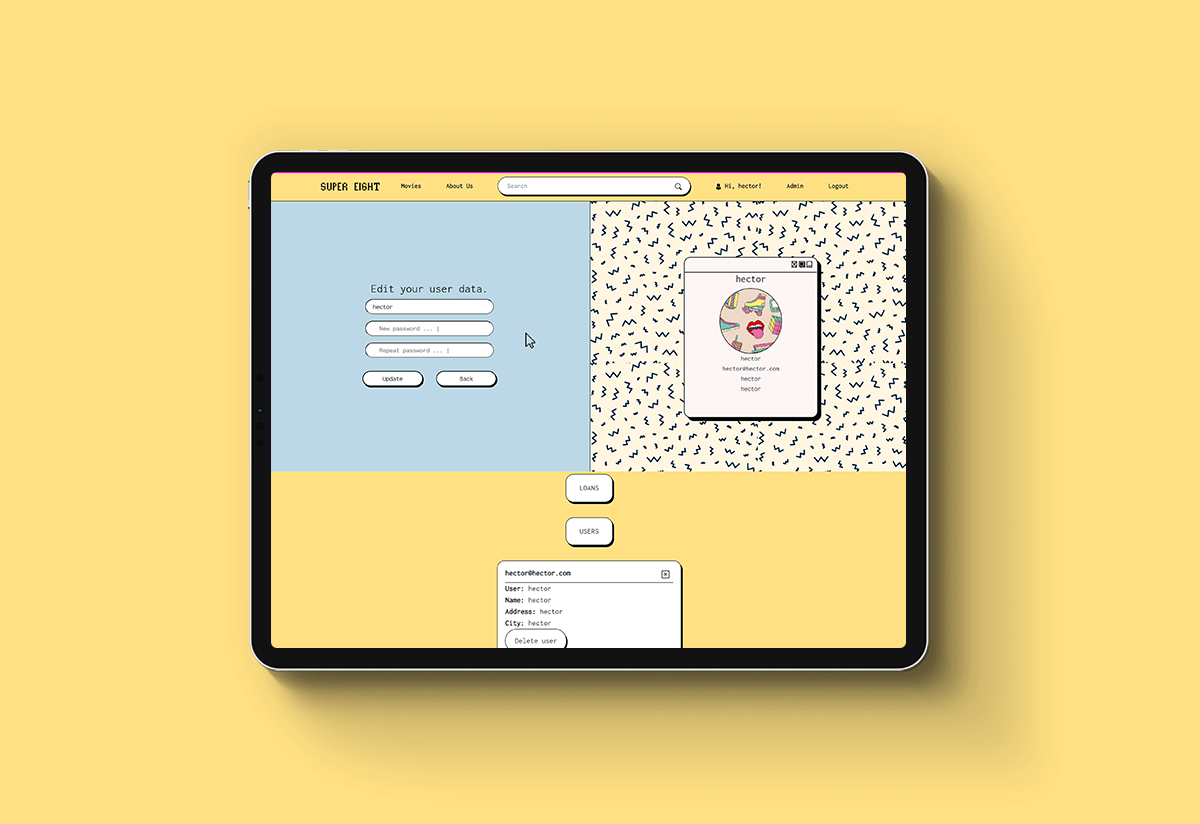 SUPER EIGHT Movies About Us Search Hi, hector! Admin Logout
Edit your user data.
hector
New password ... |
Repeat password ... |
Update Back
hector
hector
hector@hector.com
hector
hector
LOANS
USERS
hector@hector.com
User: hector
Name: hector
Address: hector
City: hector
Delete user